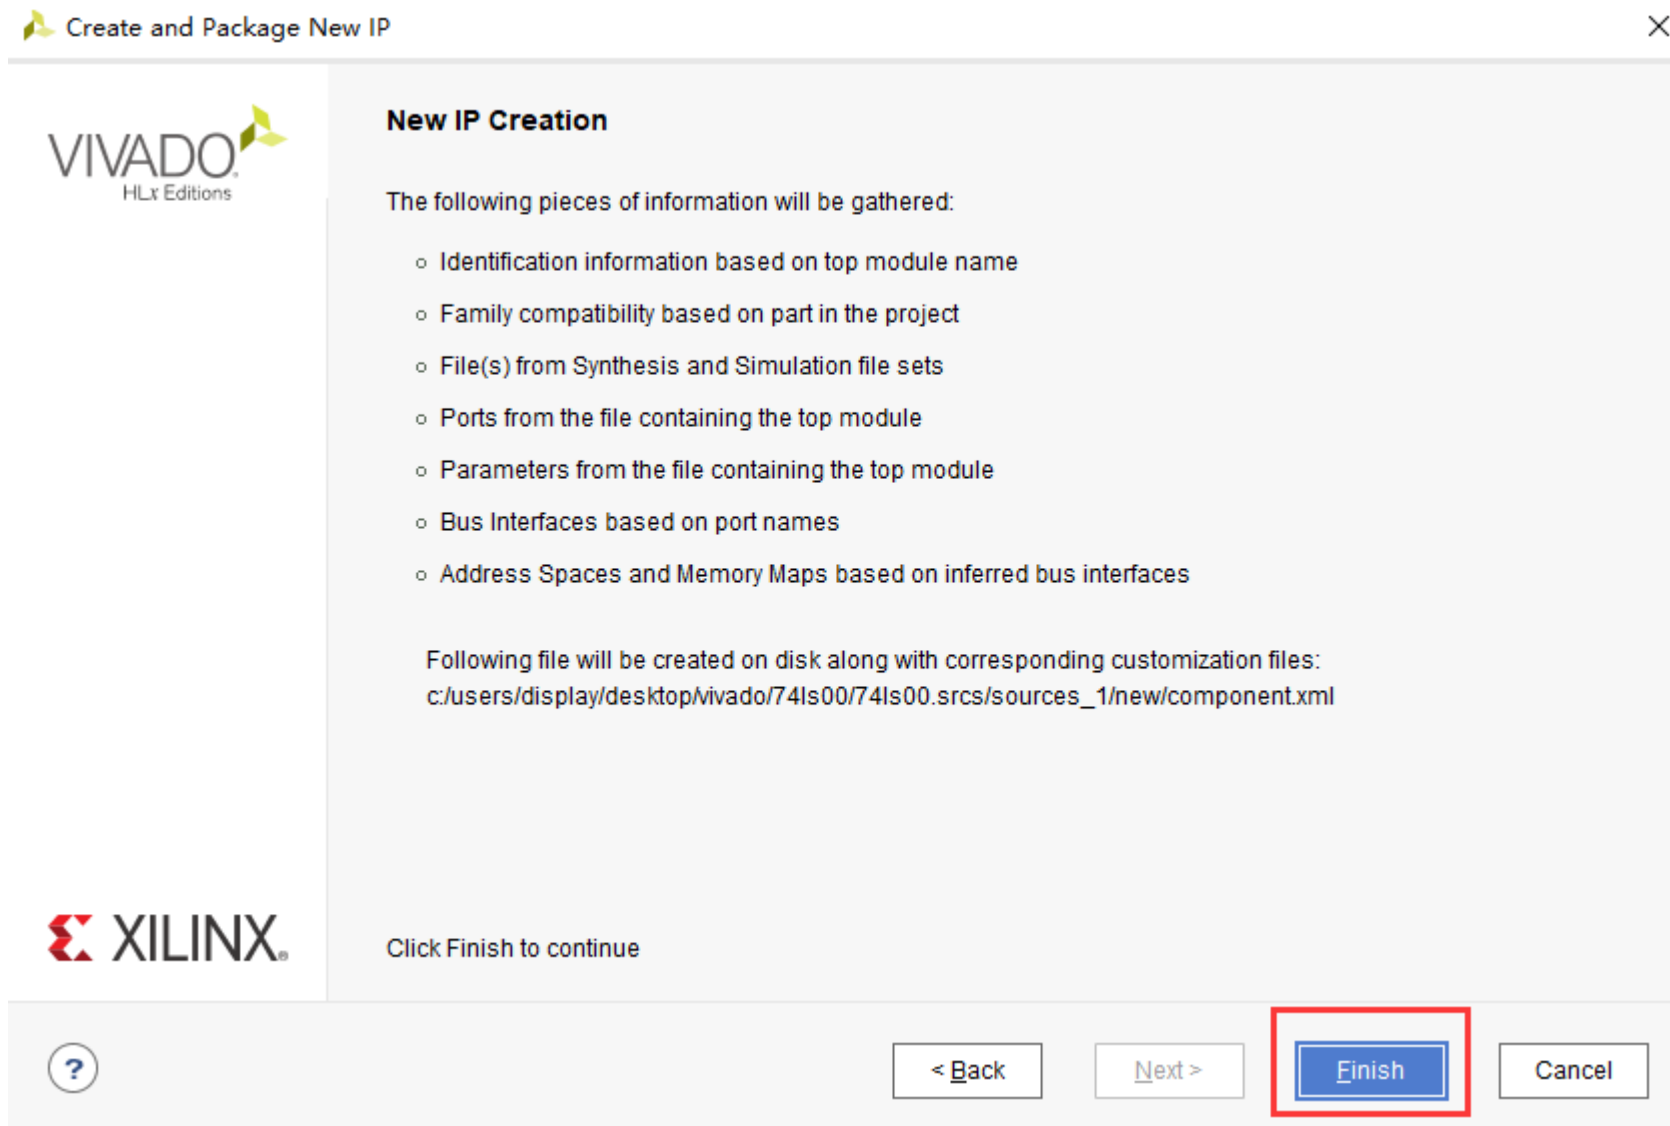 Create and Package New IP
VIVADO.
HLx Editions
New IP Creation
The following pieces of information will be gathered:
Identification information based on top module name
Family compatibility based on part in the project
File(s) from Synthesis and Simulation file sets
Ports from the file containing the top module
Parameters from the file containing the top module
Bus Interfaces based on port names
Address Spaces and Memory Maps based on inferred bus interfaces
Following file will be created on disk along with corresponding customization files:
c:/users/display/desktop/vivado/74ls00/74ls00.srcs/sources_1/new/component.xml
XILINX®
Click Finish to continue
?
< Back
Next >
Finish
Cancel